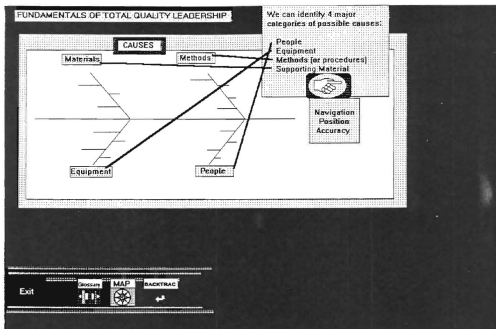 FUNDAMENTALS OF TOTAL QUALITY LEADERSHIP
We can identify 4 major
categories of possible causes:
People
Equipment
Methods (or procedures)
Supporting Material
CAUSES
Materials
Methods
Navigation
Position
Accuracy
Equipment
People
Exit
Glossary
MAP
BACKTRAC